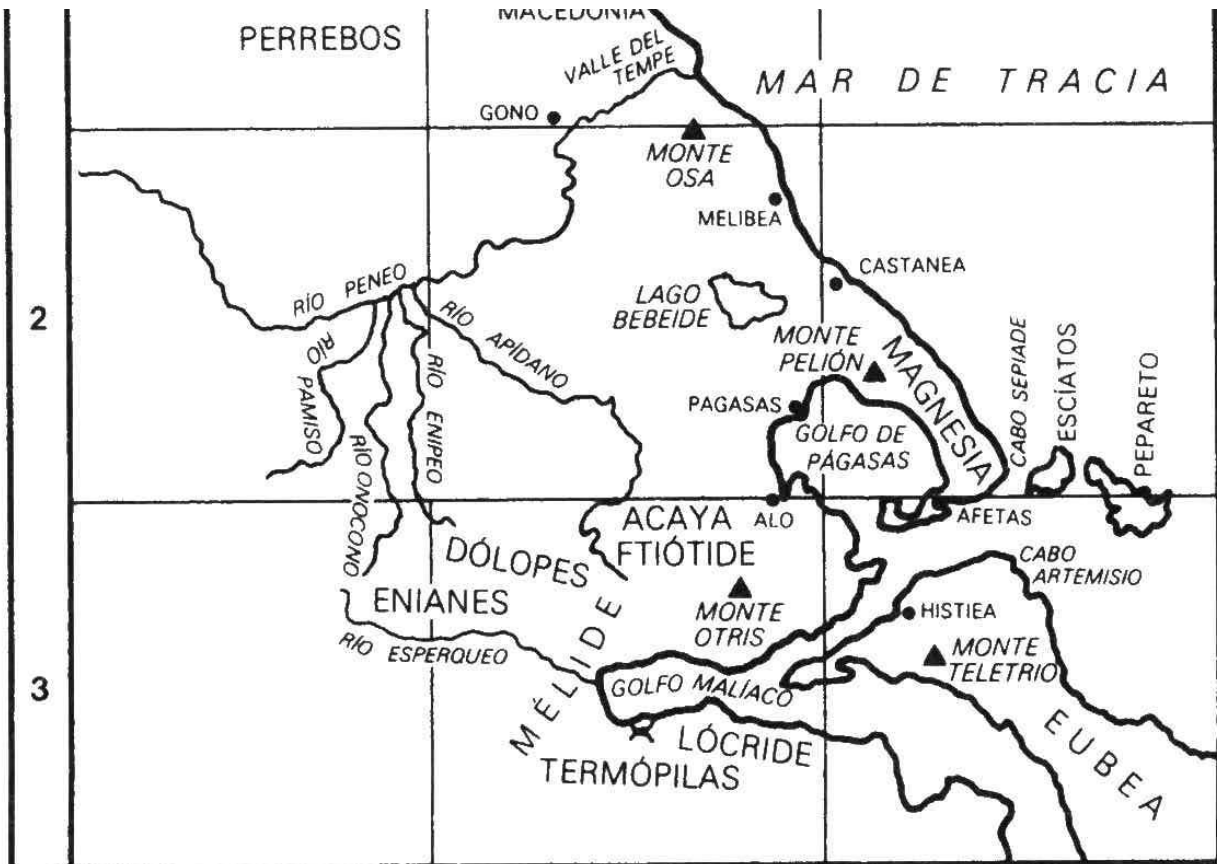 MACEDONIA
PERREBOS
VALLE DEL
TEMPE
MAR DE TRACIA
GONO
MONTE
OSA
MELIBEA
CASTANEA
LAGO
BEBEIDE
RÍO PENEO
2
RÍO
PAMISO
RÍO ONOCONO
RÍO ENIPEO
RÍO APÍDANO
MONTE
PELIÓN
MAGNESIA
PAGASAS
GOLFO DE
PÁGASAS
CABO SEPIADE
ESCÍATOS
PEPARETO
ALO
AFETAS
ACAYA
FTIÓTIDE
DÓLOPES
ENIANES
CABO
ARTEMISIO
MONTE
OTRIS
HISTIEA
RÍO ESPERQUEO
MONTE
TELETRIO
3
MÉLIDE
GOLFO MALÍACO
LÓCRIDE
TERMÓPILAS
EUBEA